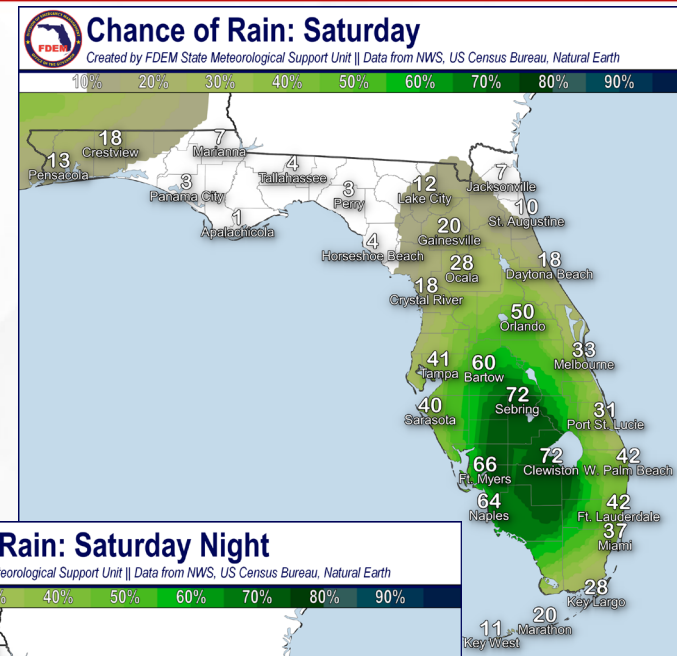 Chance of Rain: Saturday
FDEM
Created by FDEM State Meteorological Support Unit || Data from NWS, US Census Bureau, Natural Earth
10% 20% 30% 40% 50% 60% 70% 80% 90%
18
Crestview
7
Marianna
13
Pensacola
3
Panama City
4
Tallahassee
3
Perry
12
Lake City
7
Jacksonville
1
Apalachicola
10
St. Augustine
20
Gainesville
4
Horseshoe Beach
28
Ocala
18
Daytona Beach
18
Crystal River
50
Orlando
33
Melbourne
41
Tampa
60
Bartow
72
Sebring
40
Sarasota
31
Port St. Lucie
66
Ft. Myers
72
Clewiston
42
W. Palm Beach
64
Naples
42
Ft. Lauderdale
37
Miami
28
Key Largo
20
Marathon
11
Key West
Rain: Saturday Night
eorological Support Unit || Data from NWS, US Census Bureau, Natural Earth
% 40% 50% 60% 70% 80% 90%